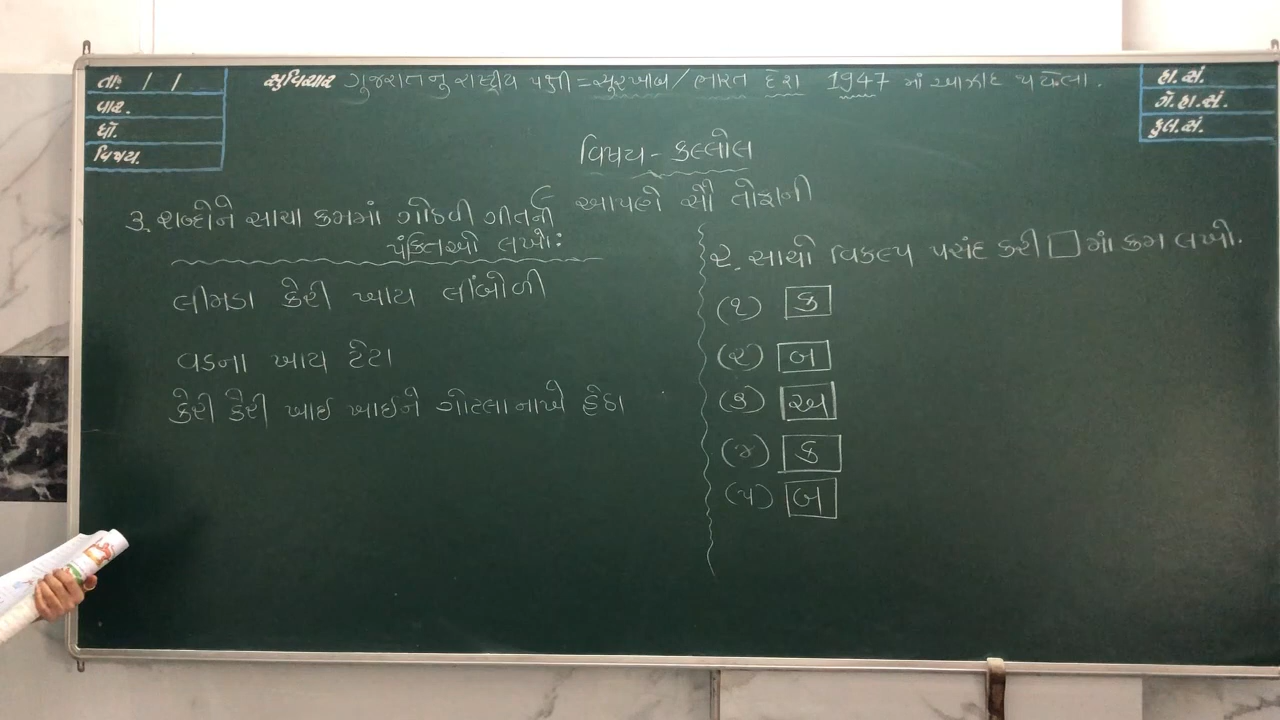 તા: / /
વાર.
ધો.
વિષય.
સુવિચાર ગુજરાતનુ રાષ્ટ્રીય પક્ષી = સુરખાબ / ભારત દેશ 1947 માં આઝાદ થયેલા.
હા.સં.
ગે.હા.સં.
કુલ.સં.
વિષય - કલ્લોલ
૯ આપણે સૌ તોફાની
૩. શબ્દોને સાચા ક્રમમાં ગોઠવી ગીતની
પંક્તિઓ લખો:
લીમડા કેરી ખાય લીંબોળી
વડના ખાય ટેટા
કેરી કેરી ખાઈ ખાઈને ગોટલા નાખે હેઠા
૨. સાચો વિકલ્પ પસંદ કરી □ માં ક્રમ લખો.
(૧) ક
(૨) બ
(૩) અ
(૪) ક
(૫) બ